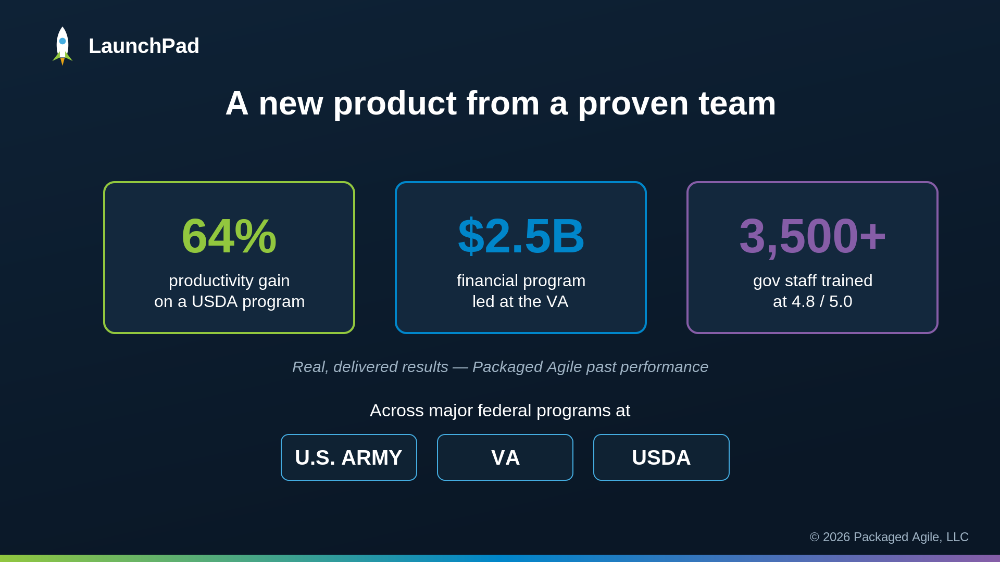 LaunchPad
A new product from a proven team
64%
productivity gain
on a USDA program
$2.5B
financial program
led at the VA
3,500+
gov staff trained
at 4.8 / 5.0
Real, delivered results — Packaged Agile past performance
Across major federal programs at
U.S. ARMY
VA
USDA
© 2026 Packaged Agile, LLC